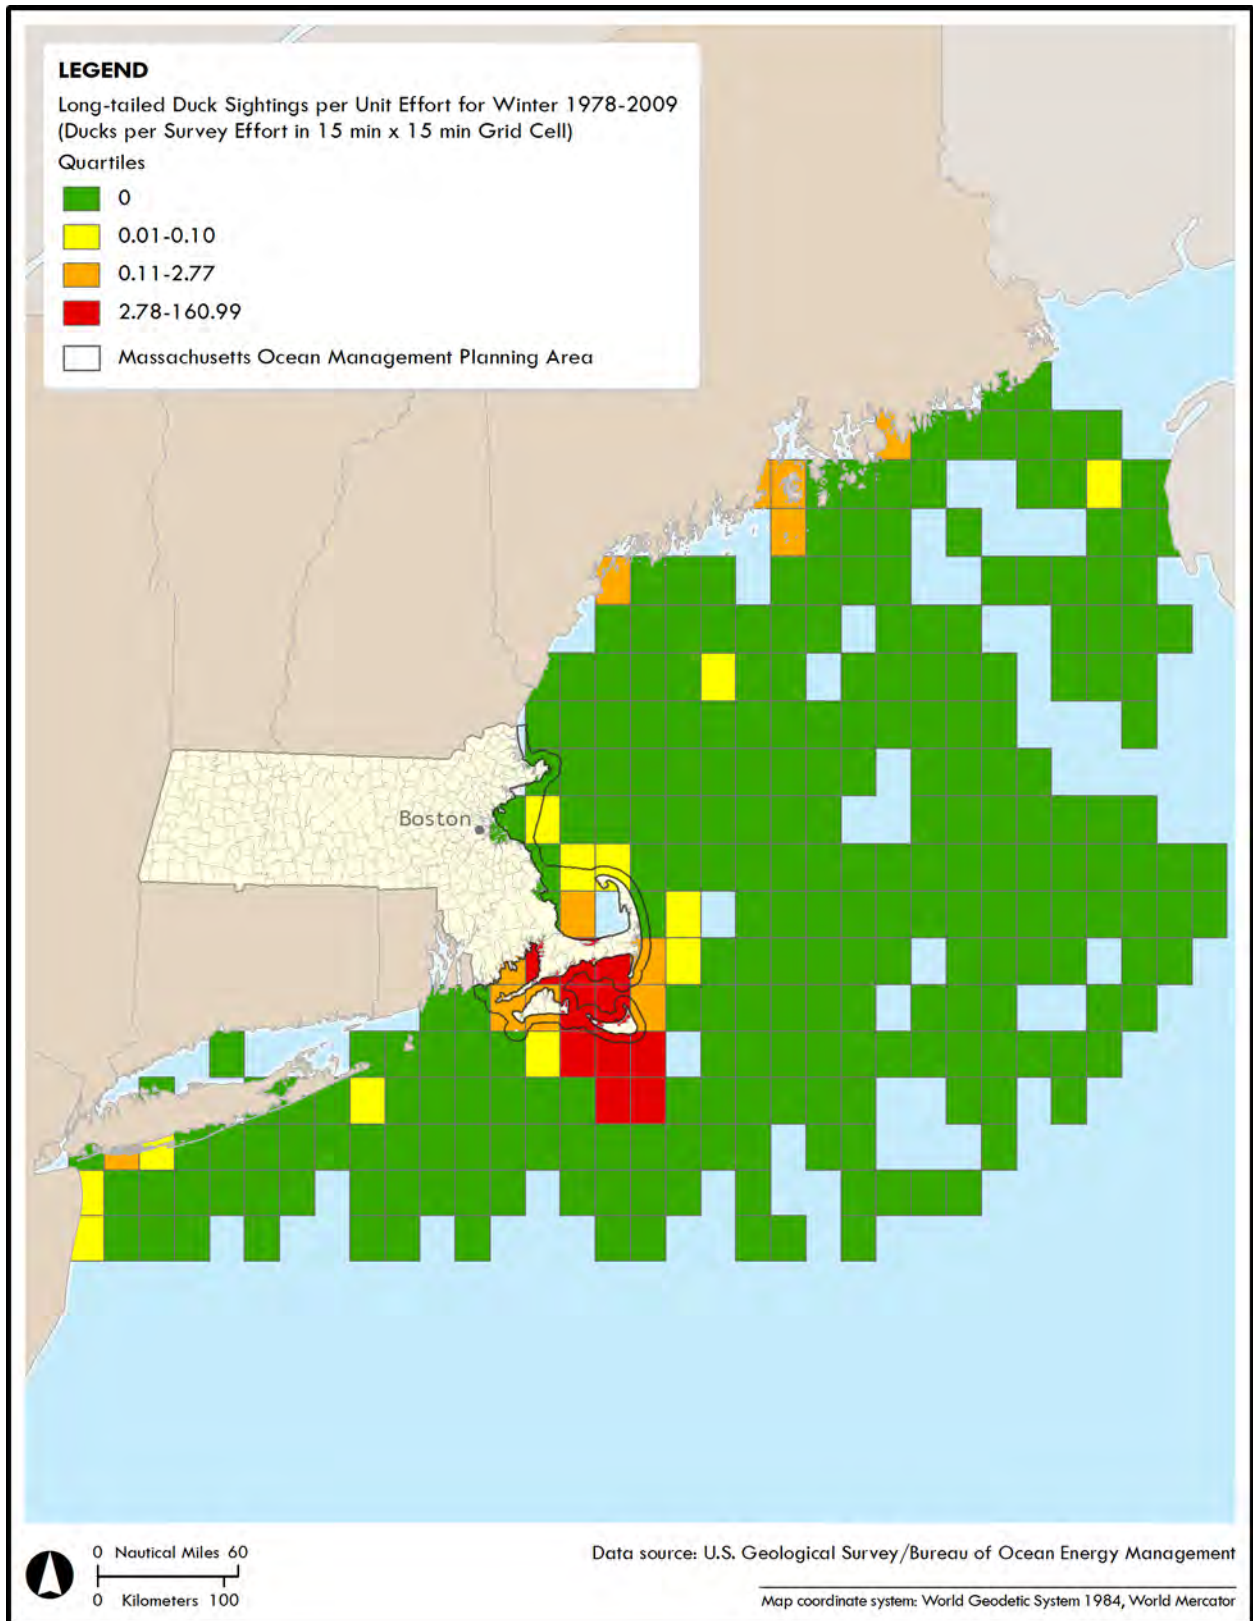 LEGEND
Long-tailed Duck Sightings per Unit Effort for Winter 1978-2009
(Ducks per Survey Effort in 15 min x 15 min Grid Cell)
Quartiles
0
0.01-0.10
0.11-2.77
2.78-160.99
Massachusetts Ocean Management Planning Area
Boston
0 Nautical Miles 60
0 Kilometers 100
Data source: U.S. Geological Survey/Bureau of Ocean Energy Management
Map coordinate system: World Geodetic System 1984, World Mercator